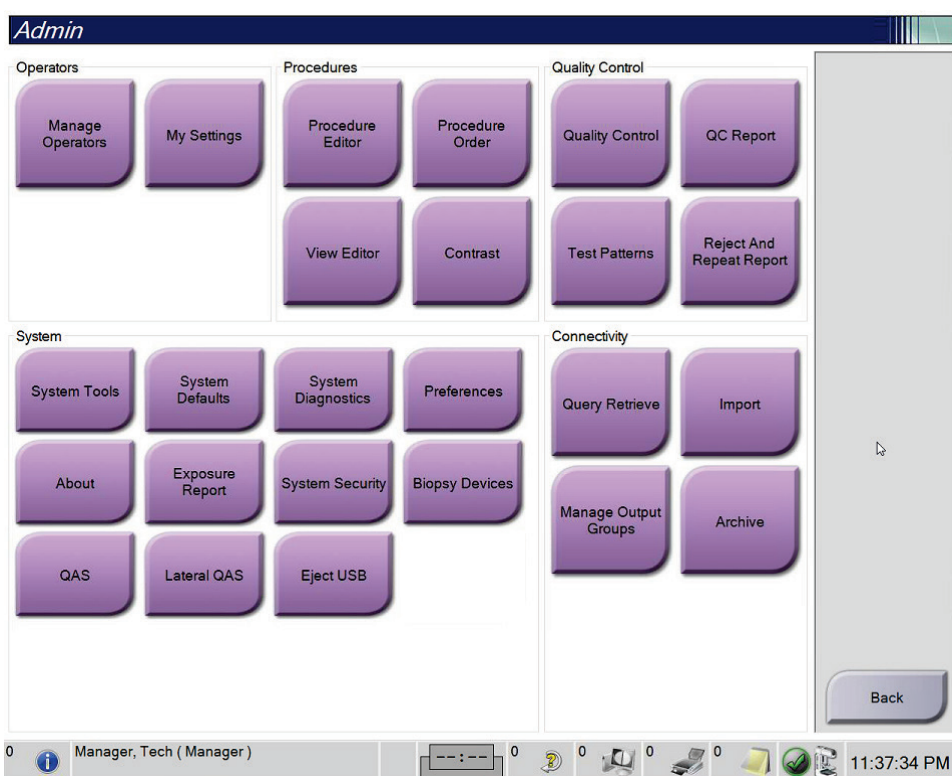 Admin
Operators
Manage
Operators
My Settings
Procedures
Procedure
Editor
Procedure
Order
View Editor
Contrast
Quality Control
Quality Control
QC Report
Test Patterns
Reject And
Repeat Report
System
System Tools
System
Defaults
System
Diagnostics
Preferences
About
Exposure
Report
System Security
Biopsy Devices
QAS
Lateral QAS
Eject USB
Connectivity
Query Retrieve
Import
Manage Output
Groups
Archive
Back
0
Manager, Tech ( Manager )
--:--
0
0
0
0
11:37:34 PM